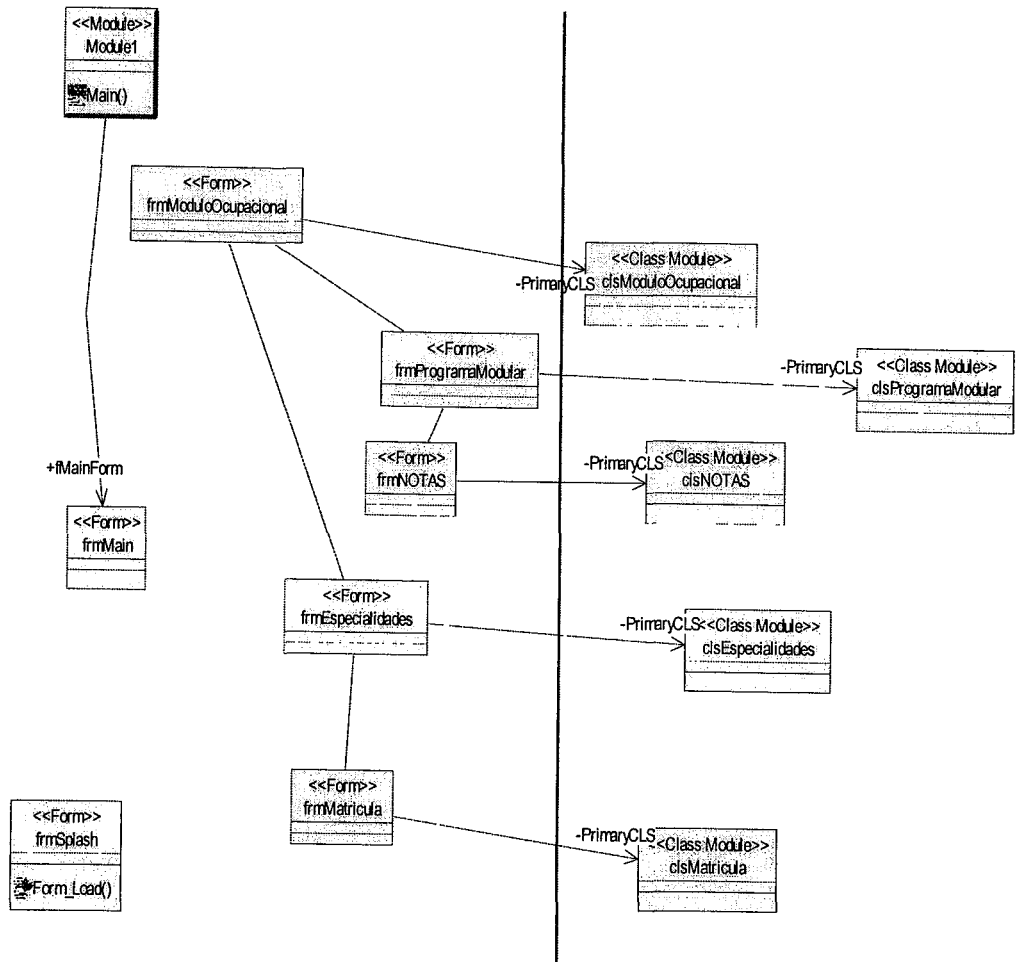 <<Module>>
Module1
Main()
<<Form>>
frmModuloOcupacional
<<Class Module>>
-PrimaryCLS
clsModuloOcupacional
<<Form>>
frmProgramaModular
-PrimaryCLS
<<Class Module>>
clsProgramaModular
<<Form>>
frmNOTAS
-PrimaryCLS
<<Class Module>>
clsNOTAS
+fMainForm
<<Form>>
frmMain
<<Form>>
frmEspecialidades
-PrimaryCLS
<<Class Module>>
clsEspecialidades
<<Form>>
frmMatricula
-PrimaryCLS
<<Class Module>>
clsMatricula
<<Form>>
frmSplash
Form_Load()